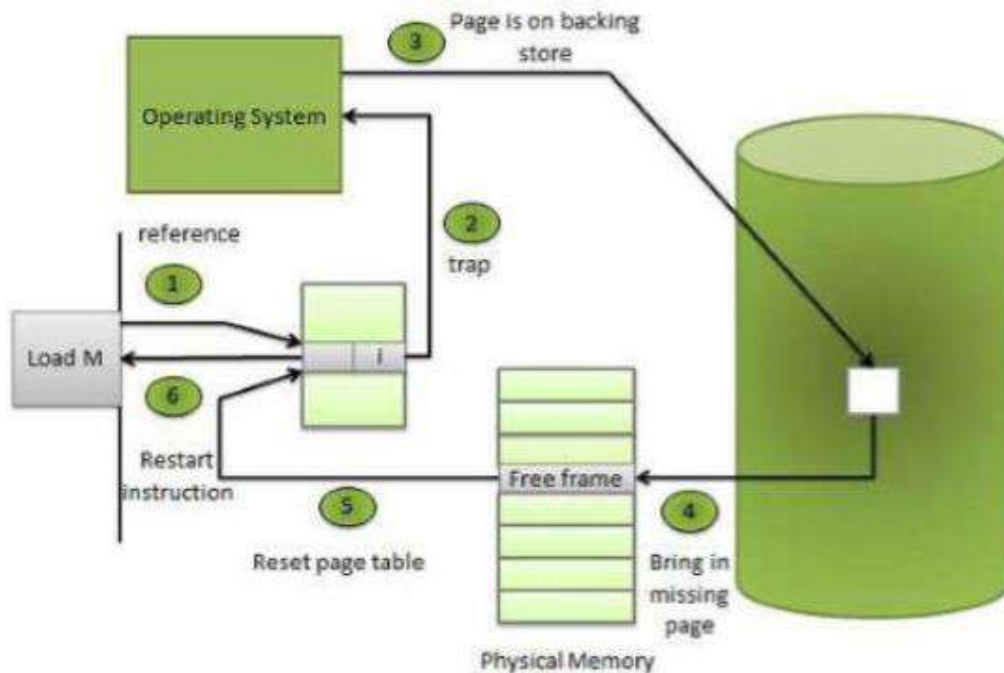 3
Page is on backing
store
Operating System
2
trap
reference
1
Load M
i
6
Restart
instruction
Free frame
5
Reset page table
4
Bring in
missing
page
Physical Memory